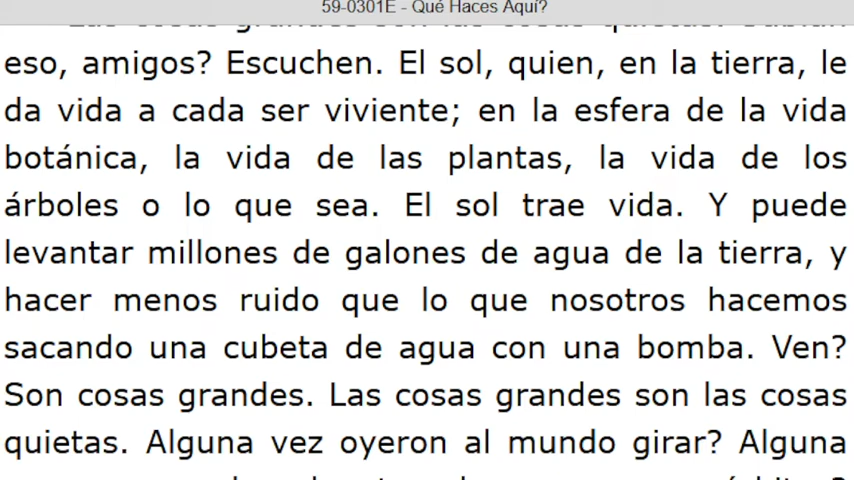 59-0301E - Qué Haces Aquí?
eso, amigos? Escuchen. El sol, quien, en la tierra, le
da vida a cada ser viviente; en la esfera de la vida
botánica, la vida de las plantas, la vida de los
árboles o lo que sea. El sol trae vida. Y puede
levantar millones de galones de agua de la tierra, y
hacer menos ruido que lo que nosotros hacemos
sacando una cubeta de agua con una bomba. Ven?
Son cosas grandes. Las cosas grandes son las cosas
quietas. Alguna vez oyeron al mundo girar? Alguna